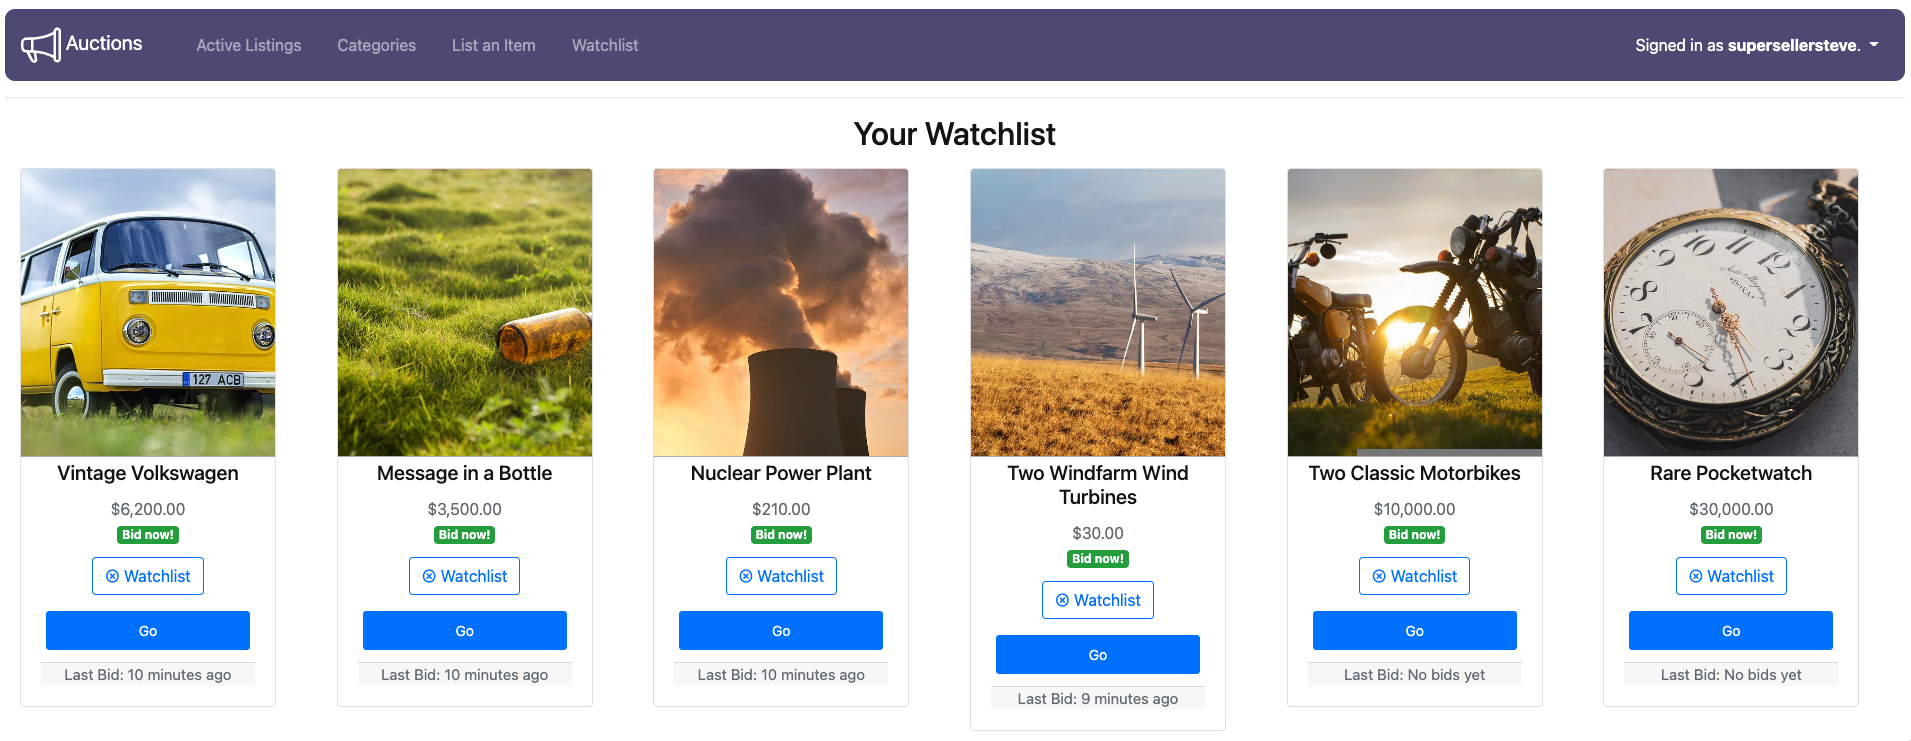 Auctions
Active Listings
Categories
List an Item
Watchlist
Signed in as supersellersteve.
Your Watchlist
127 ACB
Vintage Volkswagen
$6,200.00
Bid now!
Watchlist
Go
Last Bid: 10 minutes ago
Message in a Bottle
$3,500.00
Bid now!
Watchlist
Go
Last Bid: 10 minutes ago
Nuclear Power Plant
$210.00
Bid now!
Watchlist
Go
Last Bid: 10 minutes ago
Two Windfarm Wind
Turbines
$30.00
Bid now!
Watchlist
Go
Last Bid: 9 minutes ago
Two Classic Motorbikes
$10,000.00
Bid now!
Watchlist
Go
Last Bid: No bids yet
Rare Pocketwatch
$30,000.00
Bid now!
Watchlist
Go
Last Bid: No bids yet